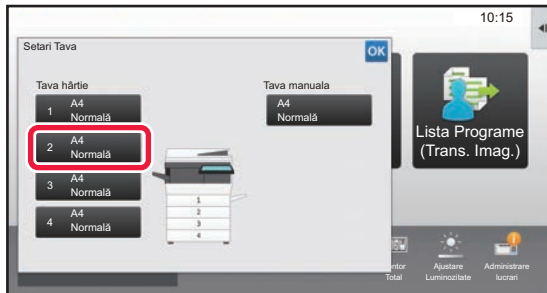 10:15
Setari Tava
OK
Tava hârtie
Tava manuala
1 A4
Normală
A4
Normală
2 A4
Normală
3 A4
Normală
4 A4
Normală
1
2
3
4
Lista Programe
(Trans. Imag.)
Total
Ajustare
Luminozitate
Administrare
lucrari